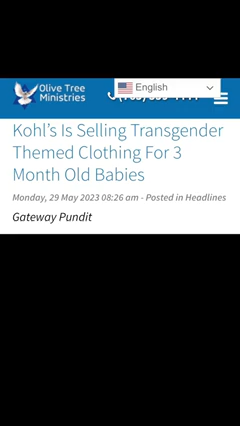 Olive Tree
Ministries
English
Kohl's Is Selling Transgender
Themed Clothing For 3
Month Old Babies
Monday, 29 May 2023 08:26 am - Posted in Headlines
Gateway Pundit